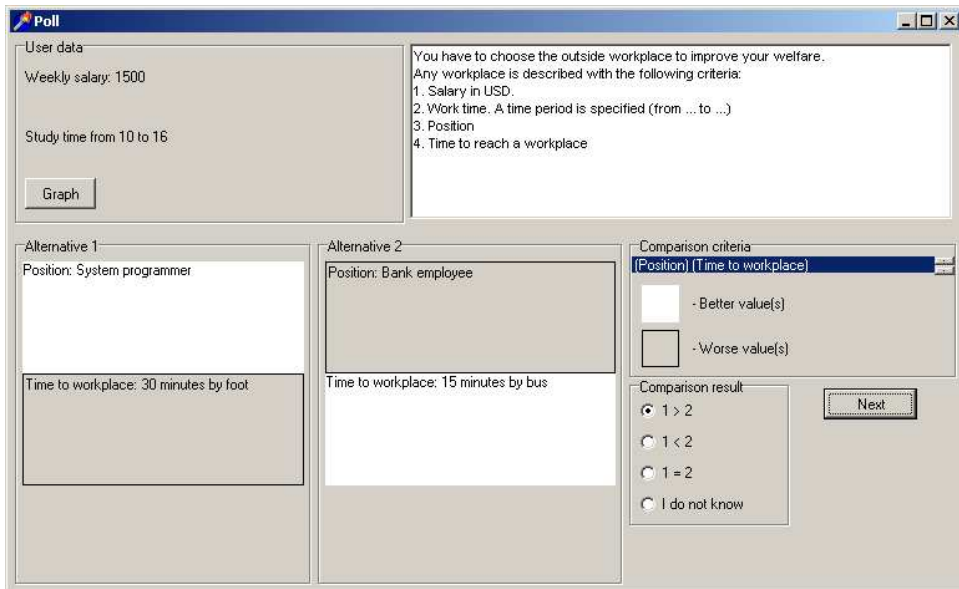 Poll
User data
Weekly salary: 1500
Study time from 10 to 16
Graph
You have to choose the outside workplace to improve your welfare.
Any workplace is described with the following criteria:
1. Salary in USD.
2. Work time. A time period is specified (from ... to ...)
3. Position
4. Time to reach a workplace
Alternative 1
Position: System programmer
Time to workplace: 30 minutes by foot
Alternative 2
Position: Bank employee
Time to workplace: 15 minutes by bus
Comparison criteria
(Position) (Time to workplace)
- Better value(s)
- Worse value(s)
Comparison result
1 > 2
1 < 2
1 = 2
I do not know
Next